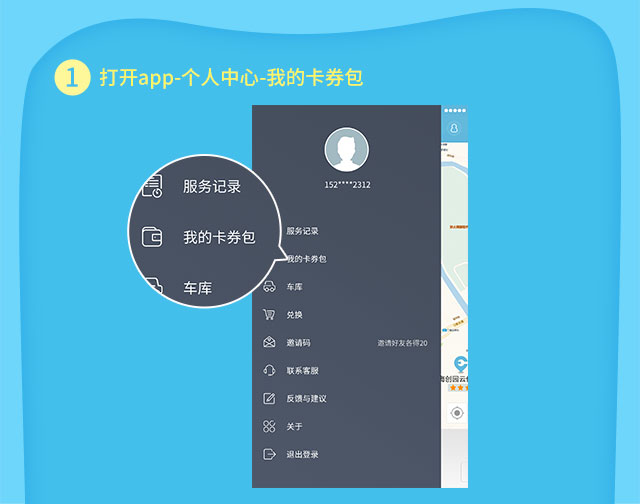 1 打开app-个人中心-我的卡券包
152****2312
服务记录
我的卡券包
车库
服务记录
我的卡券包
车库
兑换
邀请码 邀请好友各得20
联系客服
反馈与建议
关于
退出登录